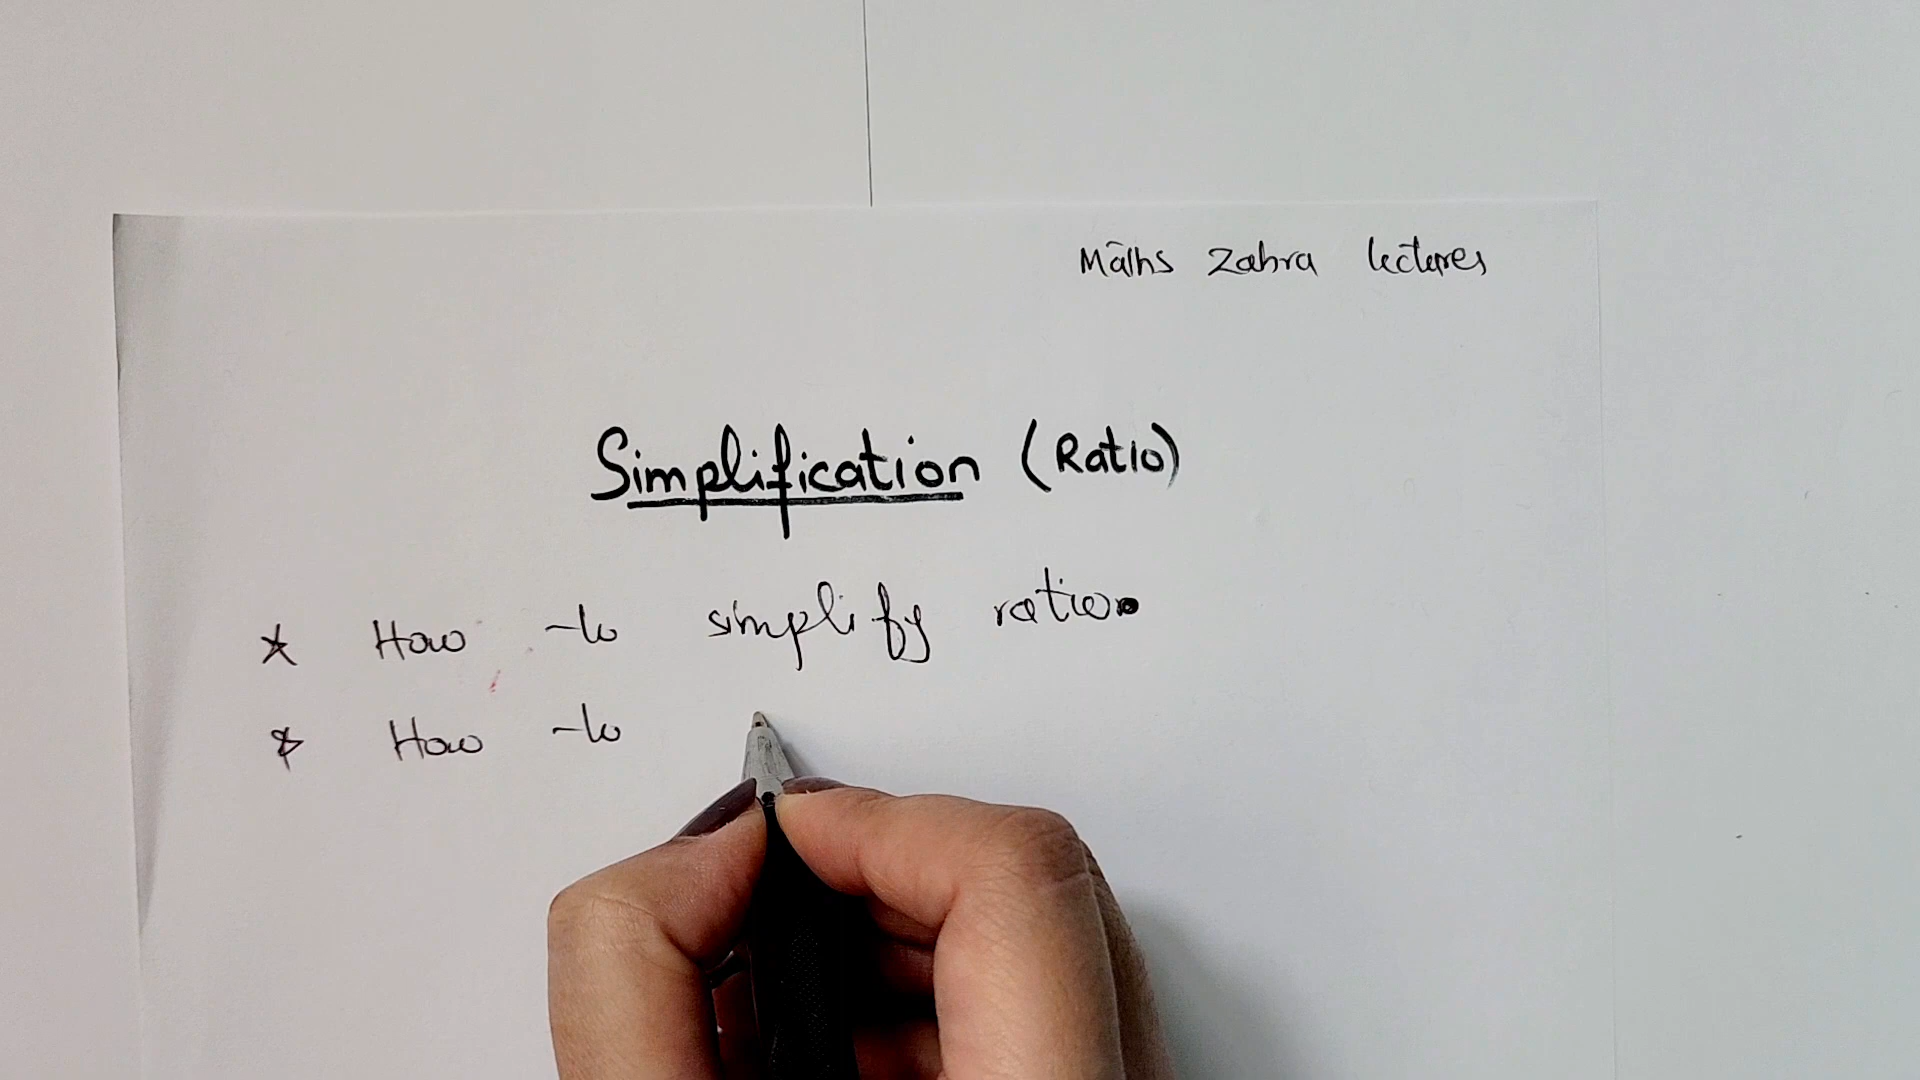 Maths Zahra lectures
Simplification (Ratio)
* How to simplify ratio.
* How to